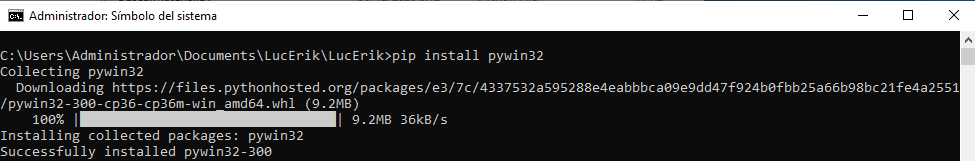 Administrador: Símbolo del sistema
C:\Users\Administrador\Documents\LucErik\LucErik>pip install pywin32
Collecting pywin32
Downloading https://files.pythonhosted.org/packages/e3/7c/4337532a595288e4eabbbca09e9dd47f924b0fbb25a66b98bc21fe4a2551
/pywin32-300-cp36-cp36m-win_amd64.whl (9.2MB)
100% |████████████████████████████████| 9.2MB 36kB/s
Installing collected packages: pywin32
Successfully installed pywin32-300